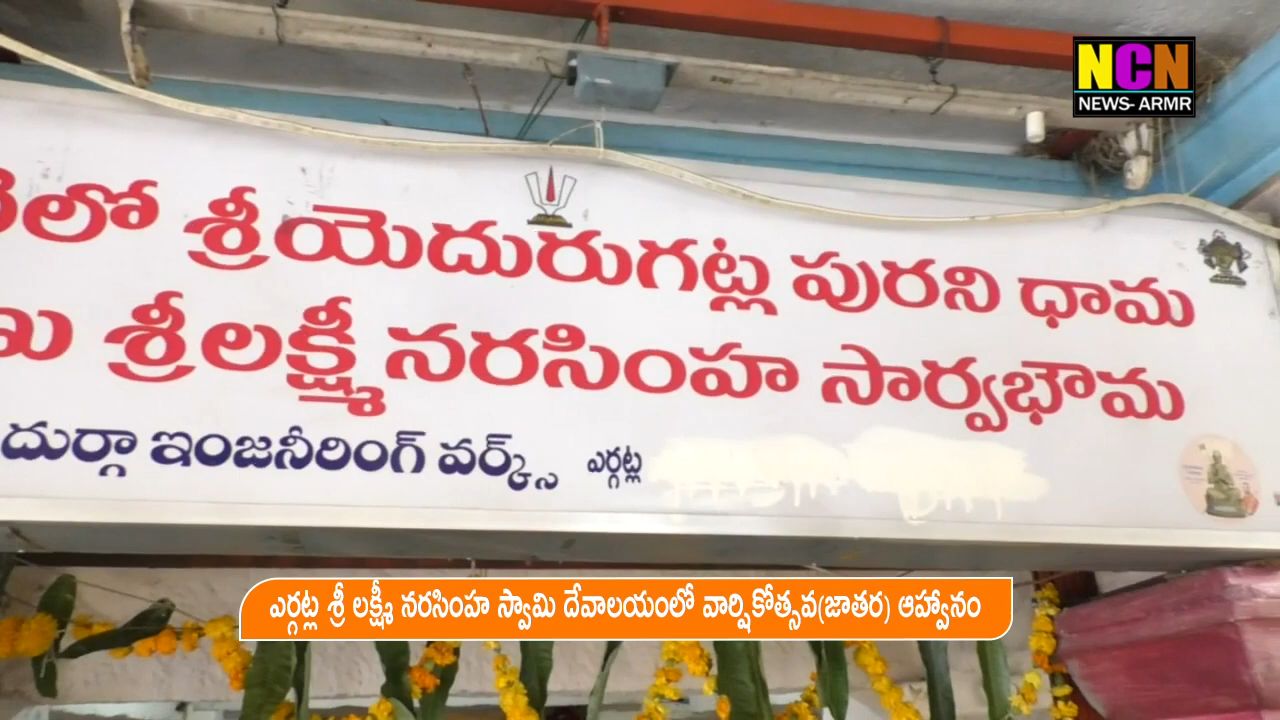 NCN
NEWS- ARMR
శ్రీయెదురుగట్ల పురని ధామ
శ్రీలక్ష్మీనరసింహ సార్వభౌమ
దుర్గా ఇంజనీరింగ్ వర్క్స్ ఎర్గట్ల
ఎర్గట్ల శ్రీ లక్ష్మీ నరసింహ స్వామి దేవాలయంలో వార్షికోత్సవ(జాతర) ఆహ్వానం